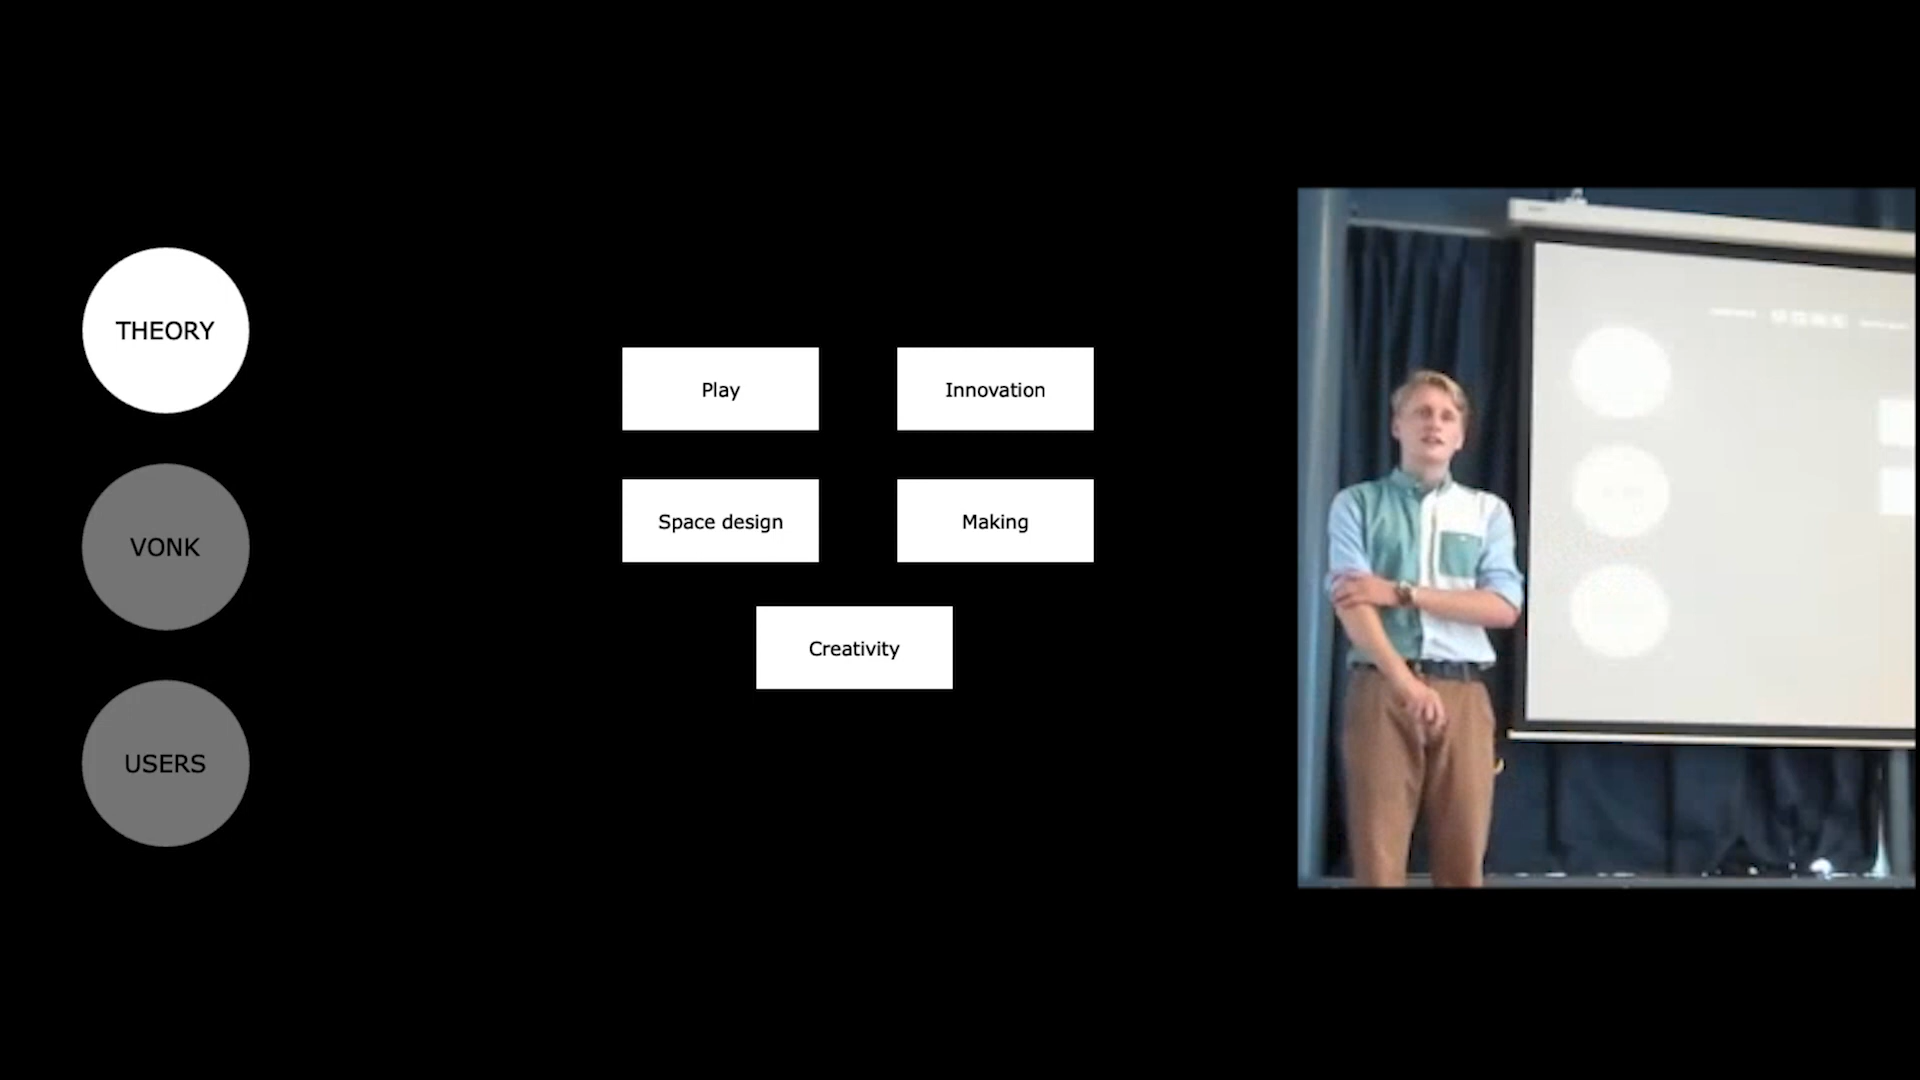 THEORY
VONK
USERS
Play
Innovation
Space design
Making
Creativity